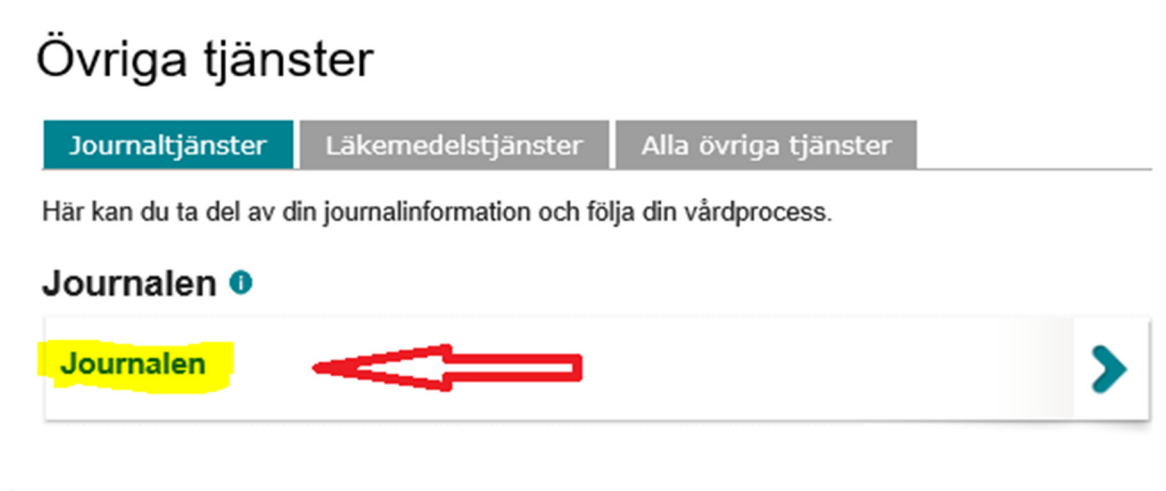 Övriga tjänster
Journaltjänster Läkemedelstjänster Alla övriga tjänster
Här kan du ta del av din journalinformation och följa din vårdprocess.
Journalen i
Journalen